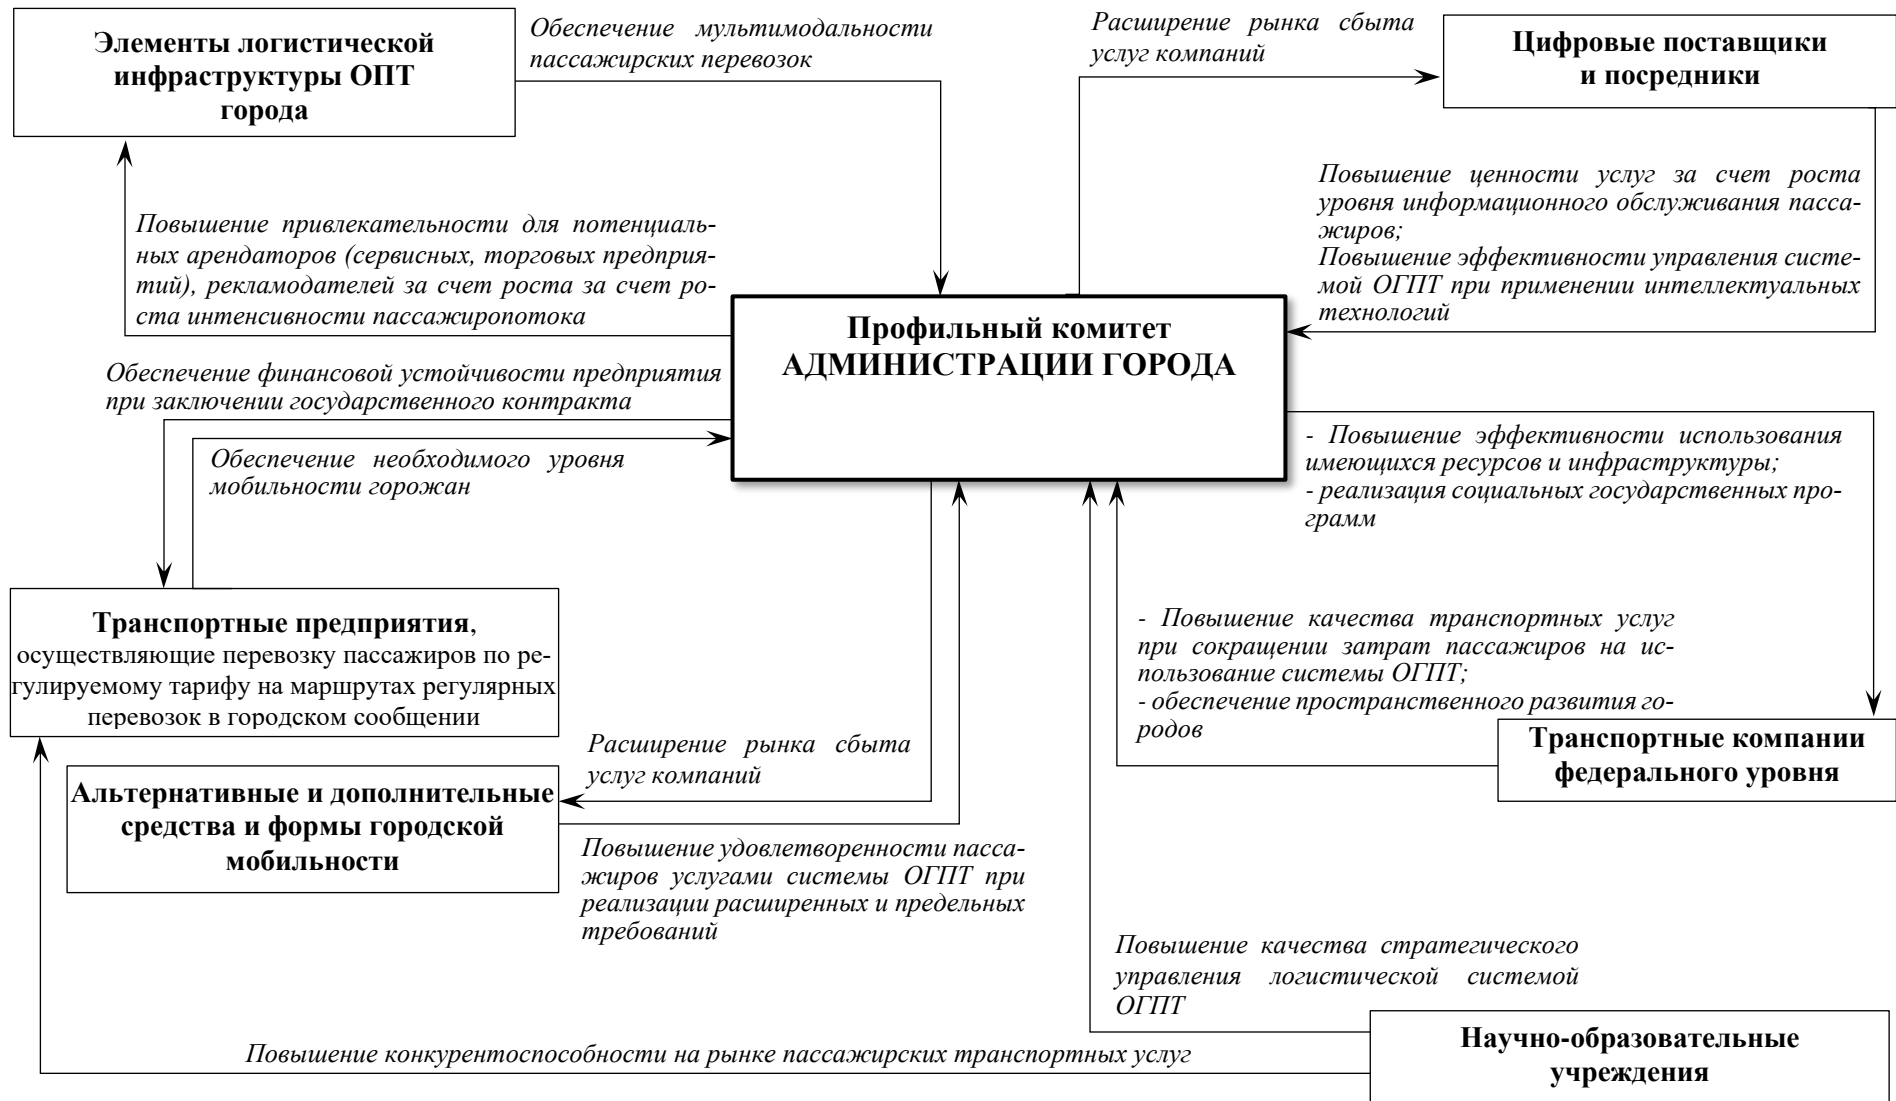 Элементы логистической
инфраструктуры ОПТ
города
Обеспечение мультимодальности
пассажирских перевозок
Расширение рынка сбыта
услуг компаний
Цифровые поставщики
и посредники
Повышение привлекательности для потенциаль-
ных арендаторов (сервисных, торговых предприя-
тий), рекламодателей за счет роста за счет ро-
ста интенсивности пассажиропотока
Повышение ценности услуг за счет роста
уровня информационного обслуживания пасса-
жиров;
Повышение эффективности управления систе-
мой ОГПТ при применении интеллектуальных
технологий
Профильный комитет
АДМИНИСТРАЦИИ ГОРОДА
Обеспечение финансовой устойчивости предприятия
при заключении государственного контракта
Обеспечение необходимого уровня
мобильности горожан
- Повышение эффективности использования
имеющихся ресурсов и инфраструктуры;
- реализация социальных государственных про-
грамм
Транспортные предприятия,
осуществляющие перевозку пассажиров по ре-
гулируемому тарифу на маршрутах регулярных
перевозок в городском сообщении
- Повышение качества транспортных услуг
при сокращении затрат пассажиров на ис-
пользование системы ОГПТ;
- обеспечение пространственного развития го-
родов
Транспортные компании
федерального уровня
Расширение рынка сбыта
услуг компаний
Альтернативные и дополнительные
средства и формы городской
мобильности
Повышение удовлетворенности пасса-
жиров услугами системы ОГПТ при
реализации расширенных и предельных
требований
Повышение качества стратегического
управления логистической системой
ОГПТ
Научно-образовательные
учреждения
Повышение конкурентоспособности на рынке пассажирских транспортных услуг